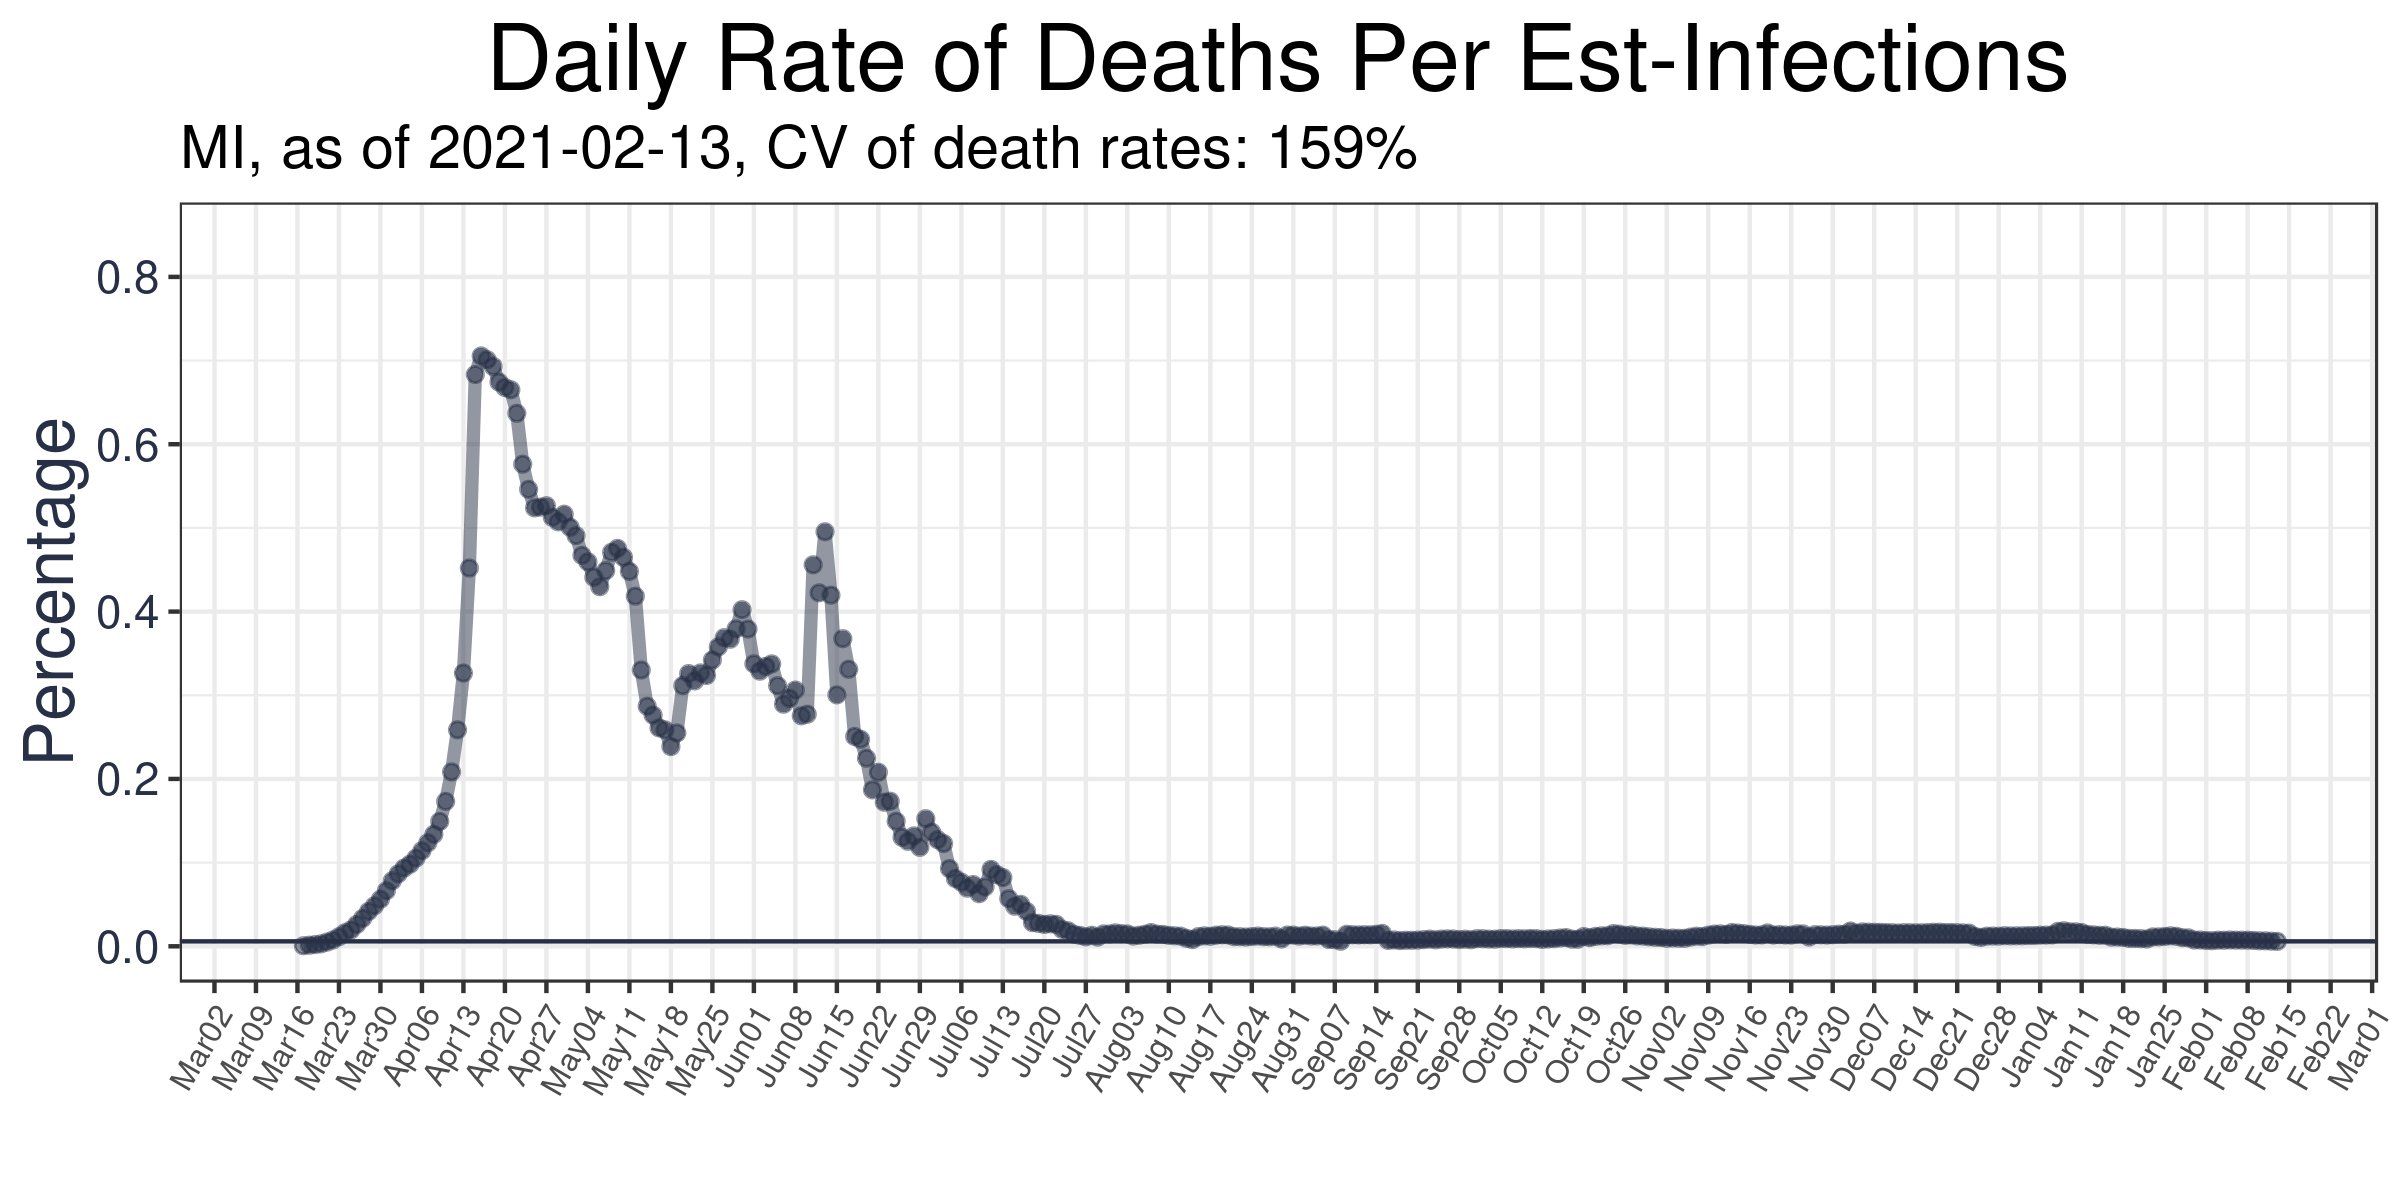 Daily Rate of Deaths Per Est-Infections
MI, as of 2021-02-13, CV of death rates: 159%
Percentage
0.8
0.6
0.4
0.2
0.0
Mar02
Mar09
Mar16
Mar23
Mar30
Apr06
Apr13
Apr20
Apr27
May04
May11
May18
May25
Jun01
Jun08
Jun15
Jun22
Jun29
Jul06
Jul13
Jul20
Jul27
Aug03
Aug10
Aug17
Aug24
Aug31
Sep07
Sep14
Sep21
Sep28
Oct05
Oct12
Oct19
Oct26
Nov02
Nov09
Nov16
Nov23
Nov30
Dec07
Dec14
Dec21
Dec28
Jan04
Jan11
Jan18
Jan25
Feb01
Feb08
Feb15
Feb22
Mar01